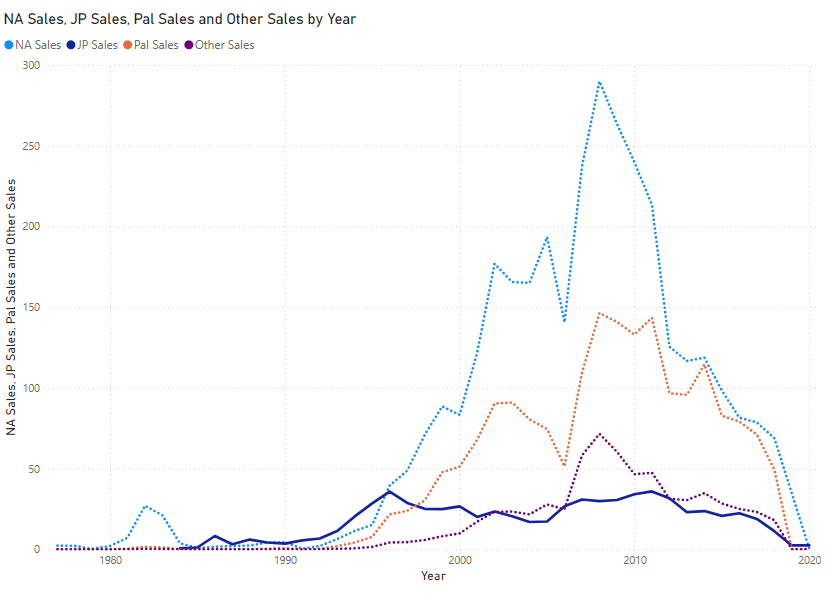 NA Sales, JP Sales, Pal Sales and Other Sales by Year
NA Sales JP Sales Pal Sales Other Sales
300
250
200
150
100
50
0
NA Sales, JP Sales, Pal Sales and Other Sales
1980 1990 2000 2010 2020
Year